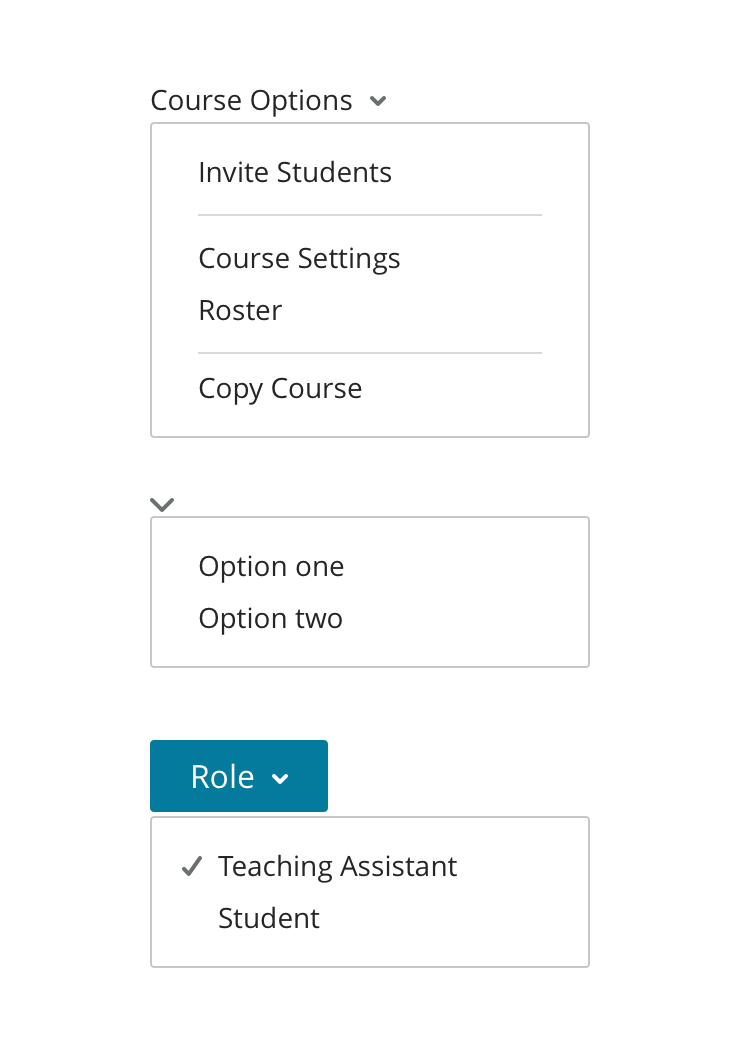 Course Options
Invite Students
Course Settings
Roster
Copy Course
Option one
Option two
Role
Teaching Assistant
Student